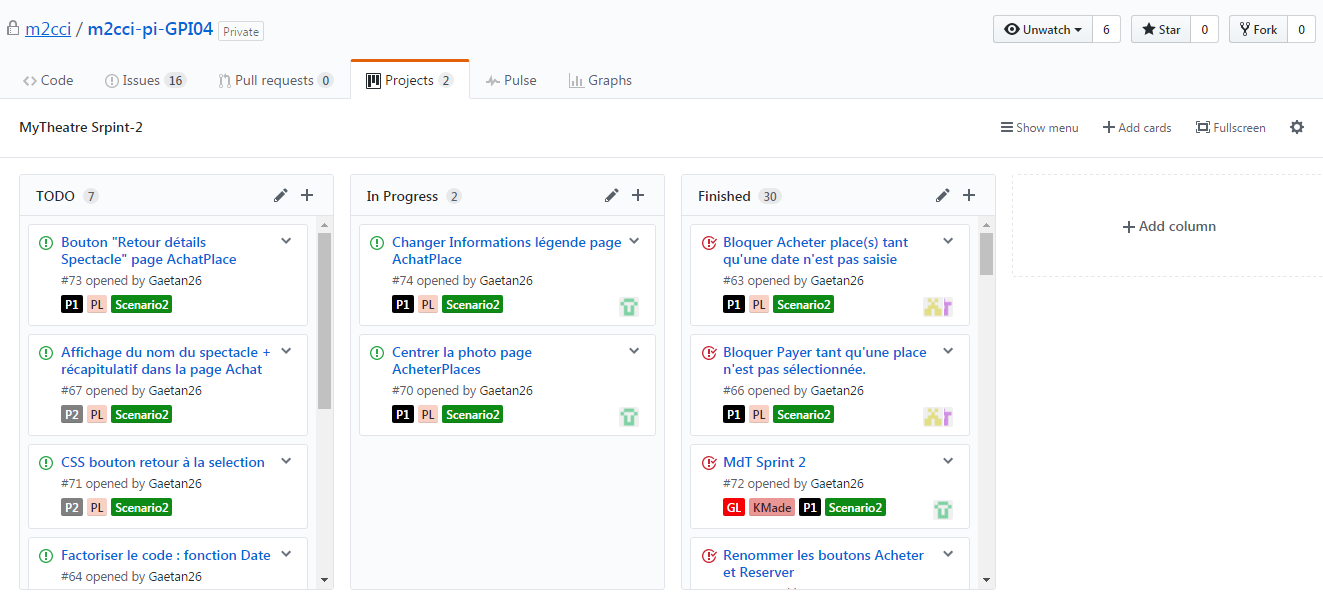 m2cci / m2cci-pi-GPI04 Private
Unwatch 6 Star 0 Fork 0
Code Issues 16 Pull requests 0 Projects 2 Pulse Graphs
MyTheatre Srpint-2
Show menu Add cards Fullscreen
TODO 7
Bouton "Retour détails
Spectacle" page AchatPlace
#73 opened by Gaetan26
P1 PL Scenario2
Affichage du nom du spectacle +
récapitulatif dans la page Achat
#67 opened by Gaetan26
P2 PL Scenario2
CSS bouton retour à la selection
#71 opened by Gaetan26
P2 PL Scenario2
Factoriser le code : fonction Date
#64 opened by Gaetan26
In Progress 2
Changer Informations légende page
AchatPlace
#74 opened by Gaetan26
P1 PL Scenario2
Centrer la photo page
AcheterPlaces
#70 opened by Gaetan26
P1 PL Scenario2
Finished 30
Bloquer Acheter place(s) tant
qu'une date n'est pas saisie
#63 opened by Gaetan26
P1 PL Scenario2
Bloquer Payer tant qu'une place
n'est pas sélectionnée.
#66 opened by Gaetan26
P1 PL Scenario2
MdT Sprint 2
#72 opened by Gaetan26
GL KMade P1 Scenario2
Renommer les boutons Acheter
et Reserver
Add column